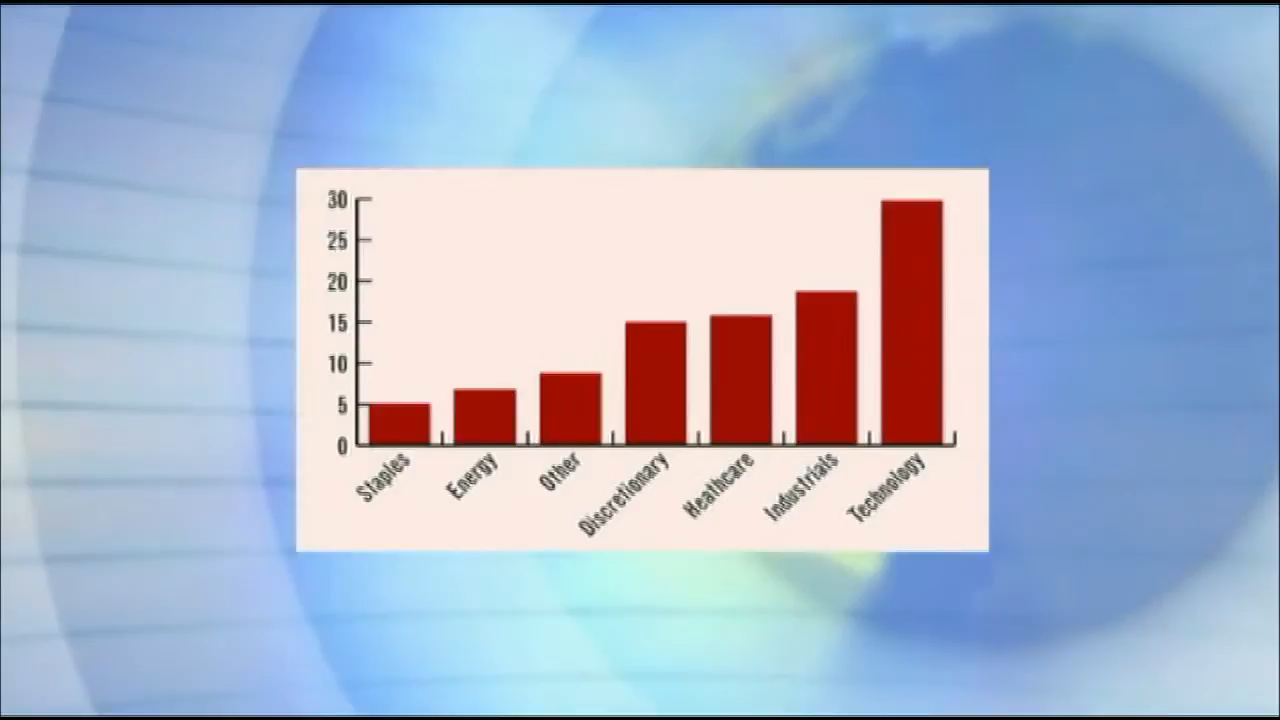 30
25
20
15
10
5
0
Staples
Energy
Other
Discretionary
Heathcare
Industrials
Technology